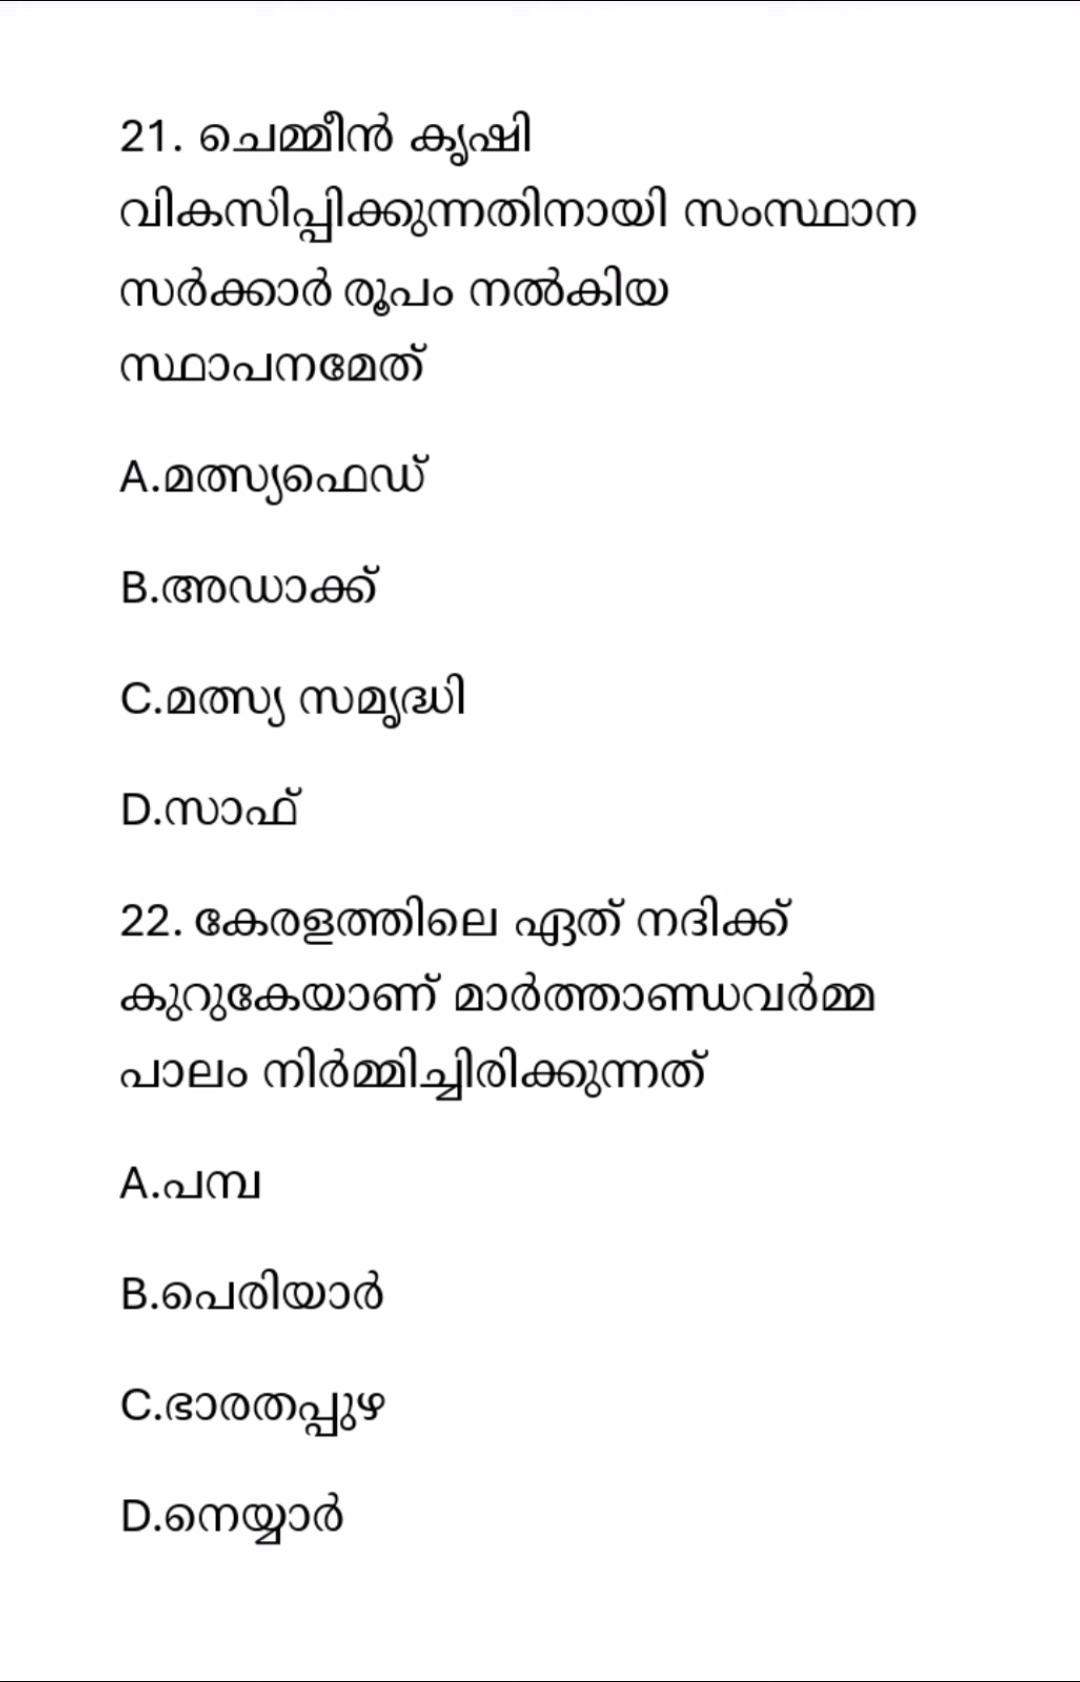 21. ചെമ്മീൻ കൃഷി
വികസിപ്പിക്കുന്നതിനായി സംസ്ഥാന
സർക്കാർ രൂപം നൽകിയ
സ്ഥാപനമേത്
A.മത്സ്യഫെഡ്
B.അഡാക്ക്
C.മത്സ്യ സമൃദ്ധി
D.സാഫ്
22. കേരളത്തിലെ ഏത് നദിക്ക്
കുറുകേയാണ് മാർത്താണ്ഡവർമ്മ
പാലം നിർമ്മിച്ചിരിക്കുന്നത്
A.പമ്പ
B.പെരിയാർ
C.ഭാരതപ്പുഴ
D.നെയ്യാർ